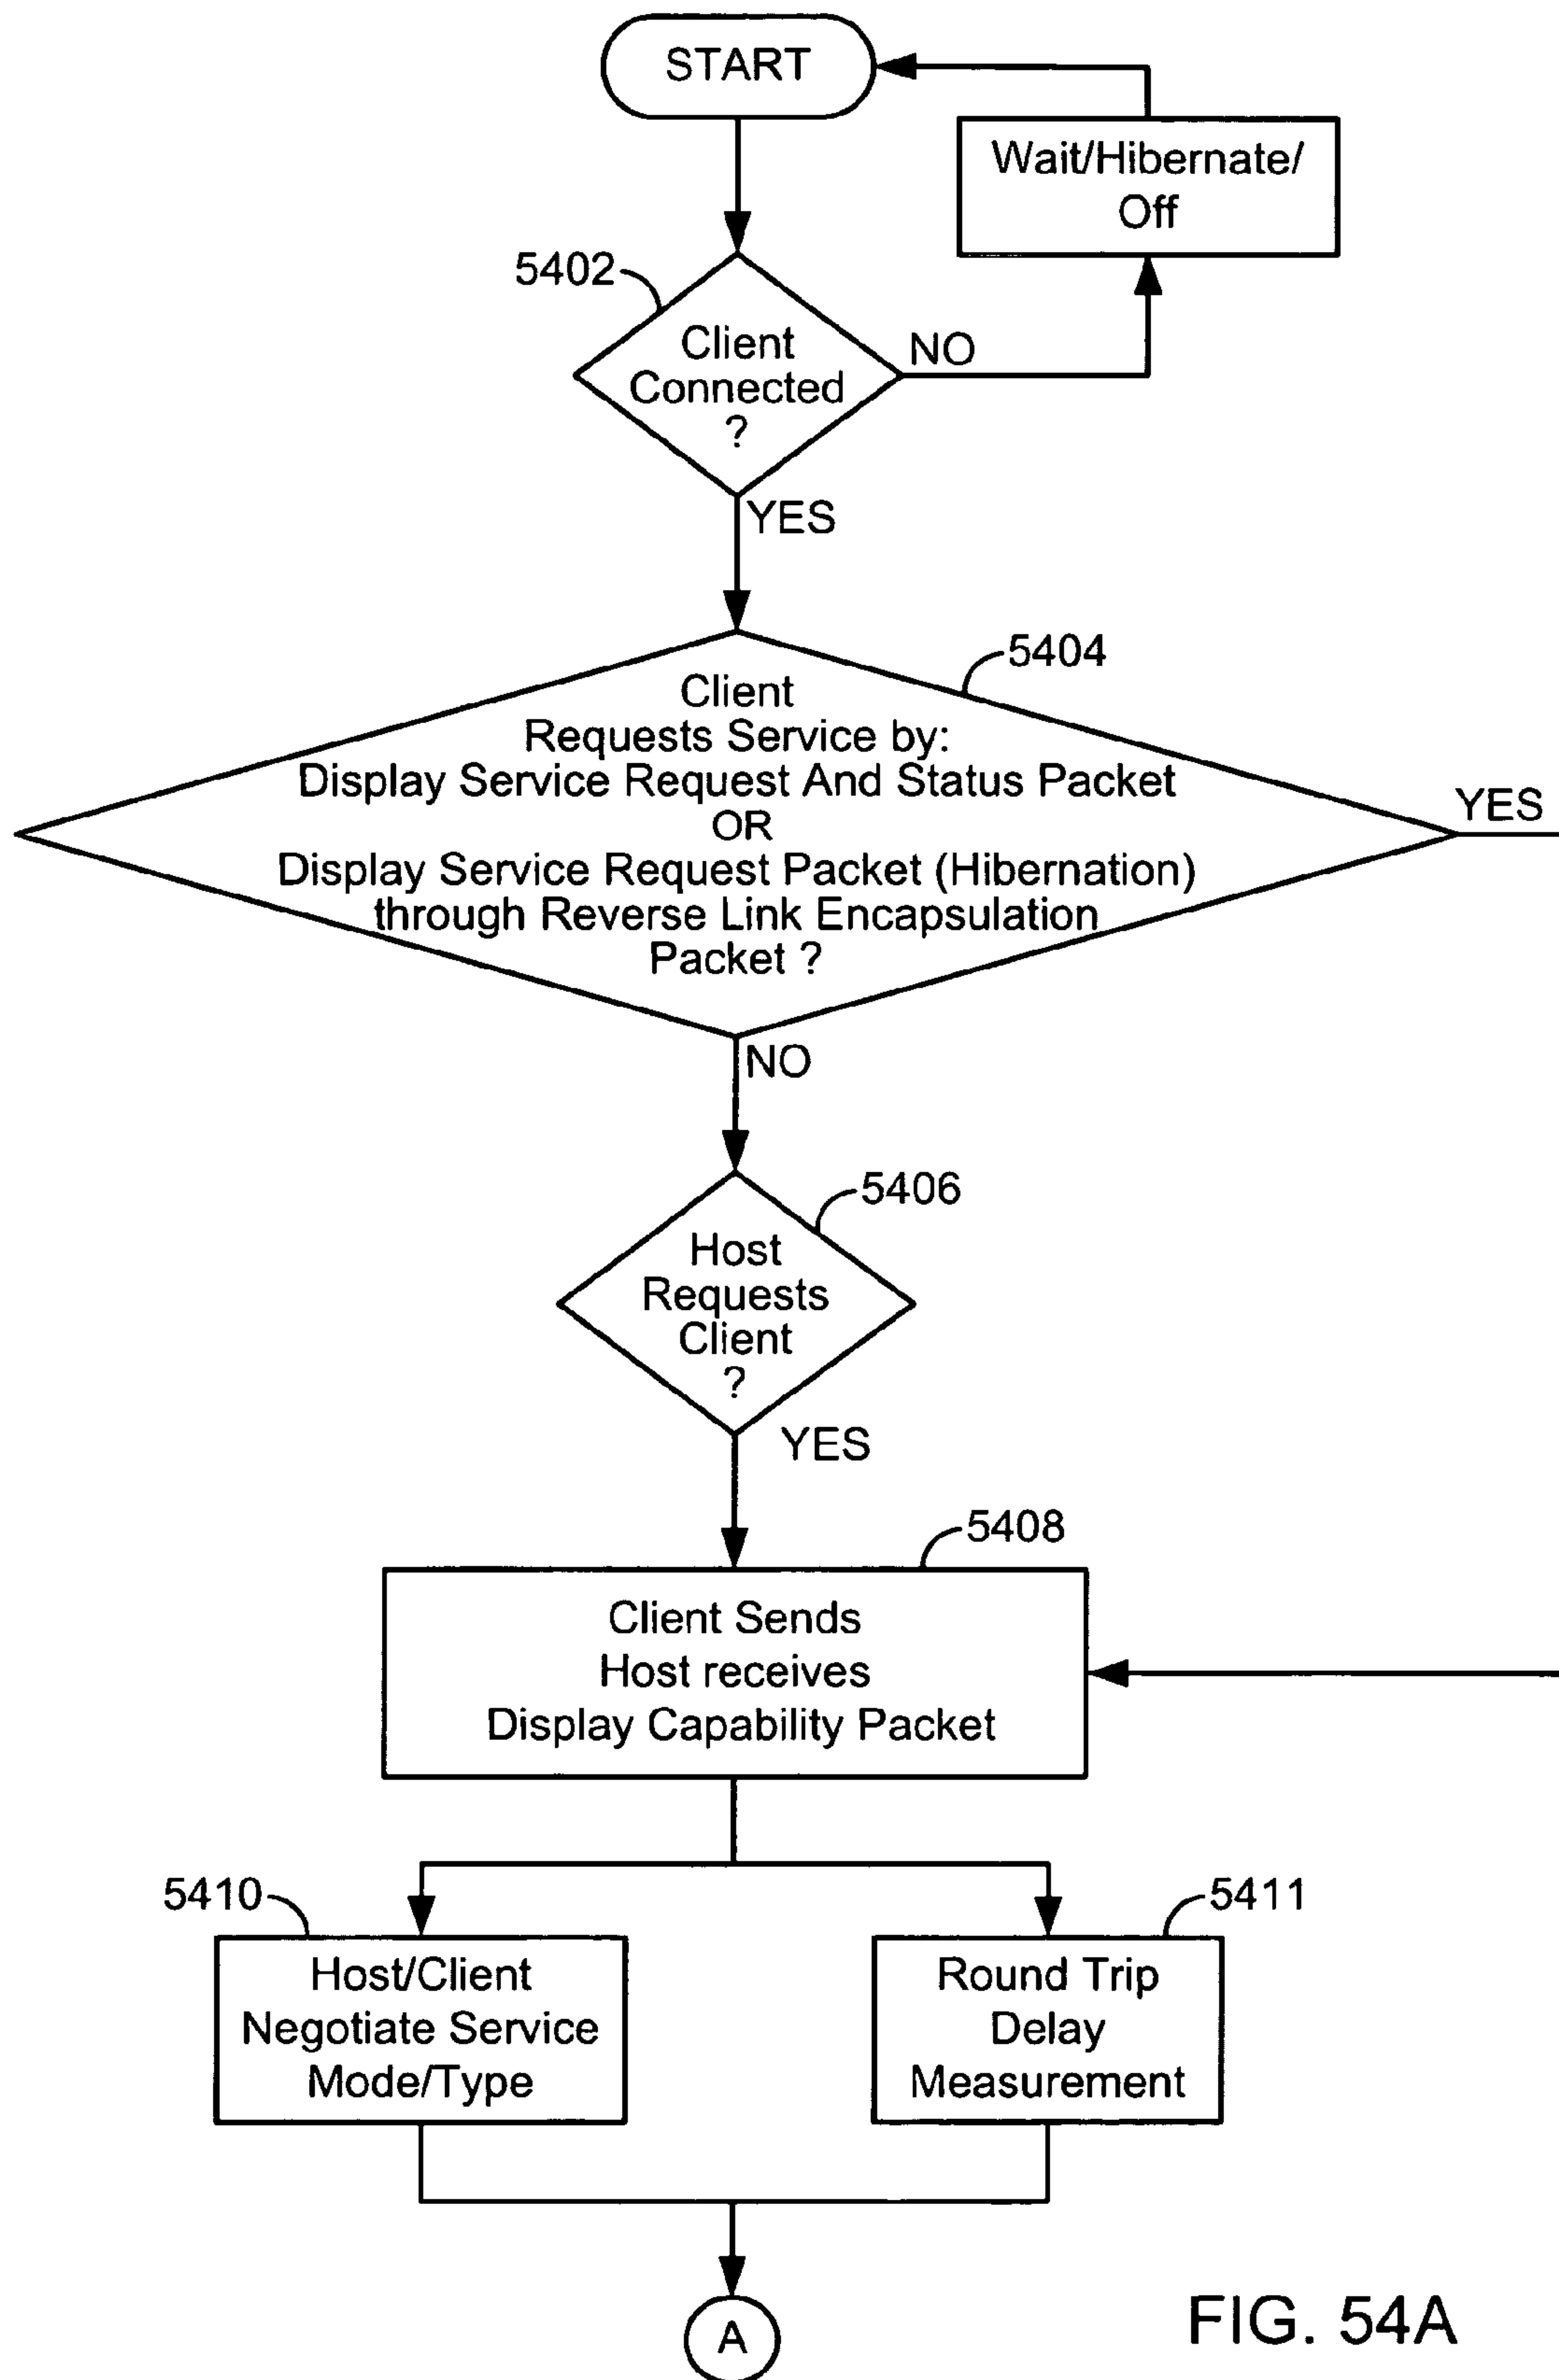 START
Wait/Hibernate/
Off
5402
Client
Connected
?
NO
YES
5404
Client
Requests Service by:
Display Service Request And Status Packet
OR
Display Service Request Packet (Hibernation)
through Reverse Link Encapsulation
Packet ?
YES
NO
5406
Host
Requests
Client
?
YES
5408
Client Sends
Host receives
Display Capability Packet
5410
Host/Client
Negotiate Service
Mode/Type
5411
Round Trip
Delay
Measurement
A
FIG. 54A